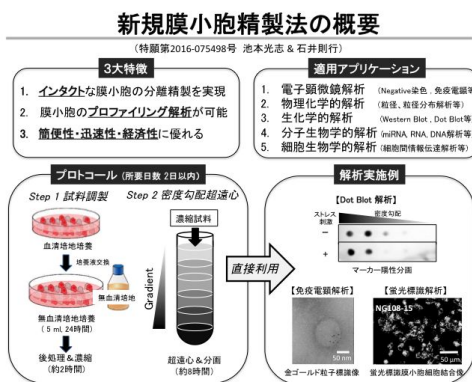 新規膜小胞精製法の概要
(特願第2016-075498号 池本光志 & 石井則行)
3大特徴
1. インタクトな膜小胞の分離精製を実現
2. 膜小胞のプロファイリング解析が可能
3. 簡便性・迅速性・経済性に優れる
適用アプリケーション
1. 電子顕微鏡解析 (Negative染色、免疫電顕等)
2. 物理化学的解析 (粒径、粒径分布解析等)
3. 生化学的解析 (Western Blot、Dot Blot等)
4. 分子生物学的解析 (miRNA, RNA, DNA解析等)
5. 細胞生物学的解析 (細胞間情報伝達解析等)
プロトコール (所要日数 2日以内)
Step 1 試料調製
血清培地培養
培養液交換
無血清培地
無血清培地培養
(5 ml, 24時間)
後処理&濃縮
(約2時間)
Step 2 密度勾配超遠心
濃縮試料
Gradient
超遠心&分画
(約8時間)
直接利用
解析実施例
【Dot Blot 解析】
ストレス
刺激
密度勾配
−
+
マーカー陽性分画
【免疫電顕解析】
50 nm
金ゴールド粒子標識像
【蛍光標識解析】
NG108-15
50 μm
蛍光標識膜小胞細胞結合像